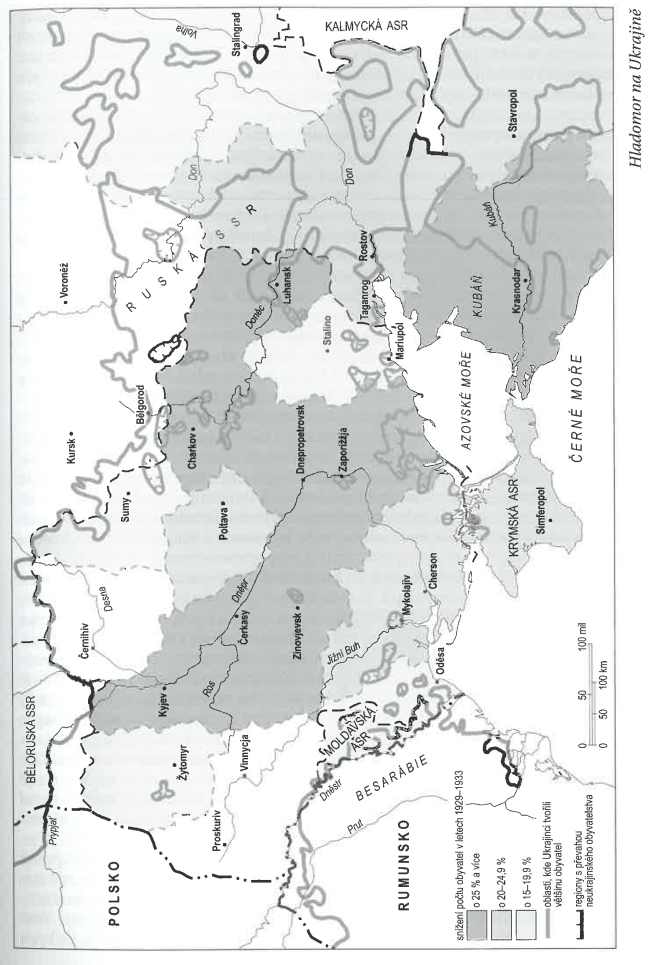 Hladomor na Ukrajině
POLSKO
BĚLORUSKÁ SSR
Prypjať
Černihiv
Desna
Kursk
Voroněž
RUSKÁ SSR
Don
Volha
Stalingrad
KALMYCKÁ ASR
Sumy
Bělgorod
Žytomyr
Kyjev
Dněpr
Poltava
Charkov
Doněc
Luhansk
Proskuriv
Vinnycja
Ros
Čerkasy
Zinovjevsk
Dnepropetrovsk
Záporižžja
Stalino
Taganrog
Rostov
Don
Mariupol
Stavropol
Dněstr
MOLDAVSKÁ
ASR
Jižní Buh
Mykolajiv
Cherson
Oděsa
BESARÁBIE
Prut
RUMUNSKO
AZOVSKÉ MOŘE
KUBÁŇ
Kubáň
Krasnodar
KRYMSKÁ ASR
Simferopol
ČERNÉ MOŘE
snížení počtu obyvatel v letech 1929–1933
o 25 % a více
o 20–24,9 %
o 15–19,9 %
oblasti, kde Ukrajinci tvořili
většinu obyvatel
regiony s převahou
neukrajinského obyvatelstva
0 50 100 mil
0 50 100 km